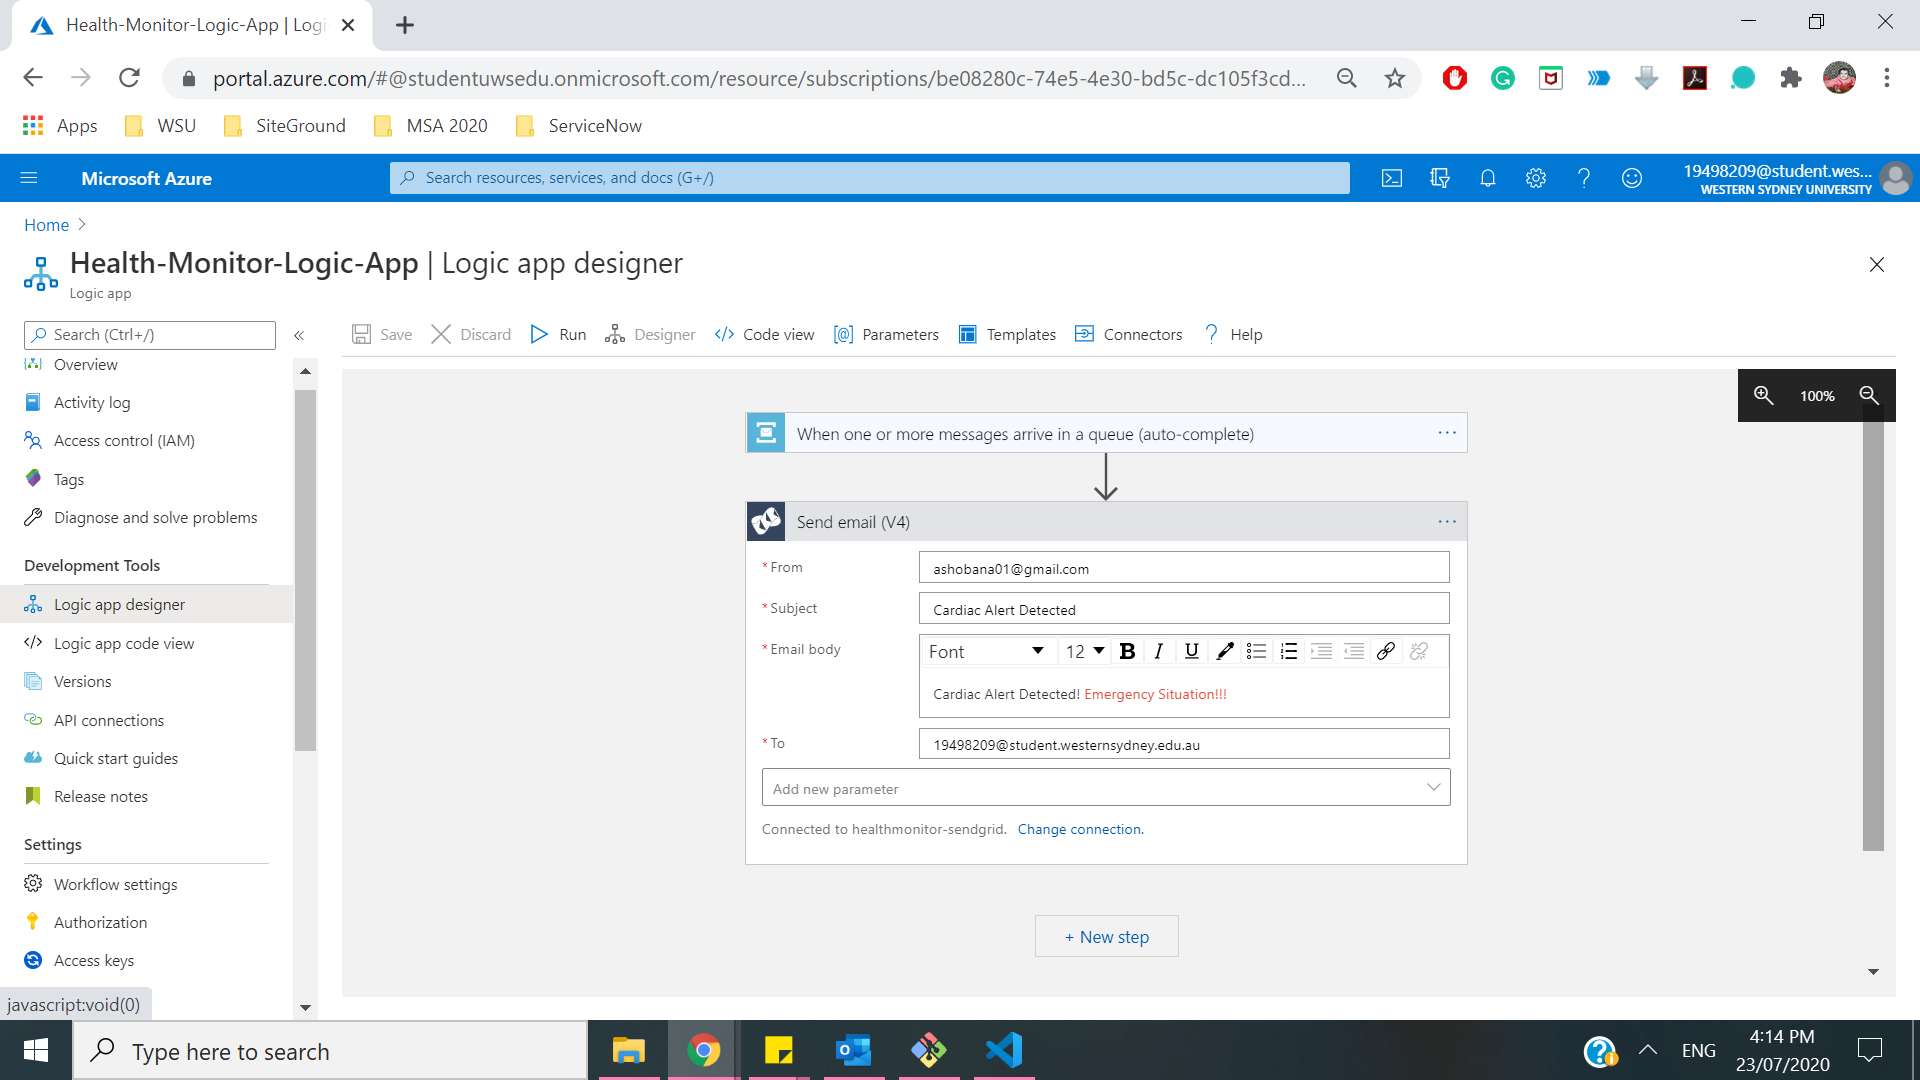 Health-Monitor-Logic-App | Logi
portal.azure.com/#@studentuwsedu.onmicrosoft.com/resource/subscriptions/be08280c-74e5-4e30-bd5c-dc105f3cd...
Apps WSU SiteGround MSA 2020 ServiceNow
Microsoft Azure
Search resources, services, and docs (G+/)
19498209@student.wes...
WESTERN SYDNEY UNIVERSITY
Home
Health-Monitor-Logic-App | Logic app designer
Logic app
Search (Ctrl+/)
Save Discard Run Designer Code view Parameters Templates Connectors Help
Overview
Activity log
Access control (IAM)
Tags
Diagnose and solve problems
Development Tools
Logic app designer
Logic app code view
Versions
API connections
Quick start guides
Release notes
Settings
Workflow settings
Authorization
Access keys
javascript:void(0)
100%
When one or more messages arrive in a queue (auto-complete)
Send email (V4)
* From
ashobana01@gmail.com
* Subject
Cardiac Alert Detected
* Email body
Font 12 B I U
Cardiac Alert Detected! Emergency Situation!!!
* To
19498209@student.westernsydney.edu.au
Add new parameter
Connected to healthmonitor-sendgrid. Change connection.
+ New step
Type here to search
ENG
4:14 PM
23/07/2020